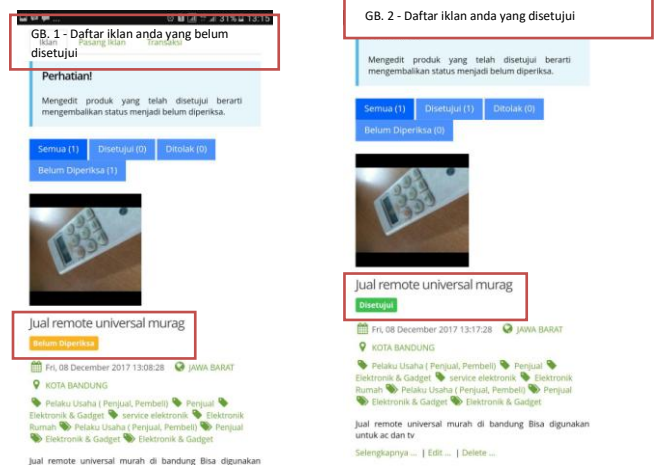 31% 13:15
GB. 1 - Daftar iklan anda yang belum
disetujui
Iklan Pasang Iklan Transaksi
Perhatian!
Mengedit produk yang telah disetujui berarti
mengembalikan status menjadi belum diperiksa.
Semua (1) Disetujui (0) Ditolak (0)
Belum Diperiksa (1)
Jual remote universal murag
Belum Diperiksa
Fri, 08 December 2017 13:08:28 JAWA BARAT
KOTA BANDUNG
Pelaku Usaha ( Penjual, Pembeli) Penjual
Elektronik & Gadget service elektronik Elektronik
Rumah Pelaku Usaha ( Penjual, Pembeli) Penjual
Elektronik & Gadget Elektronik & Gadget
Jual remote universal murah di bandung Bisa digunakan
GB. 2 - Daftar iklan anda yang disetujui
Mengedit produk yang telah disetujui berarti
mengembalikan status menjadi belum diperiksa.
Semua (1) Disetujui (1) Ditolak (0)
Belum Diperiksa (0)
Jual remote universal murag
Disetujui
Fri, 08 December 2017 13:17:28 JAWA BARAT
KOTA BANDUNG
Pelaku Usaha ( Penjual, Pembeli) Penjual
Elektronik & Gadget service elektronik Elektronik
Rumah Pelaku Usaha ( Penjual, Pembeli) Penjual
Elektronik & Gadget Elektronik & Gadget
Jual remote universal murah di bandung Bisa digunakan
untuk ac dan tv
Selengkapnya ... | Edit ... | Delete ...